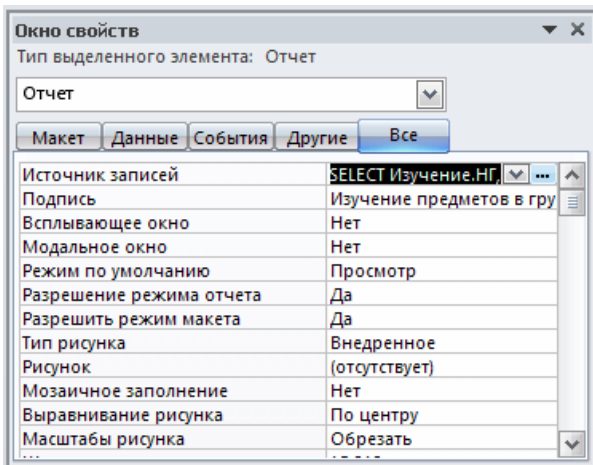 Окно свойств
Тип выделенного элемента: Отчет
Отчет
Макет Данные События Другие Все
Источник записей SELECT Изучение.НГ,
Подпись Изучение предметов в гру
Всплывающее окно Нет
Модальное окно Нет
Режим по умолчанию Просмотр
Разрешение режима отчета Да
Разрешить режим макета Да
Тип рисунка Внедренное
Рисунок (отсутствует)
Мозаичное заполнение Нет
Выравнивание рисунка По центру
Масштабы рисунка Обрезать